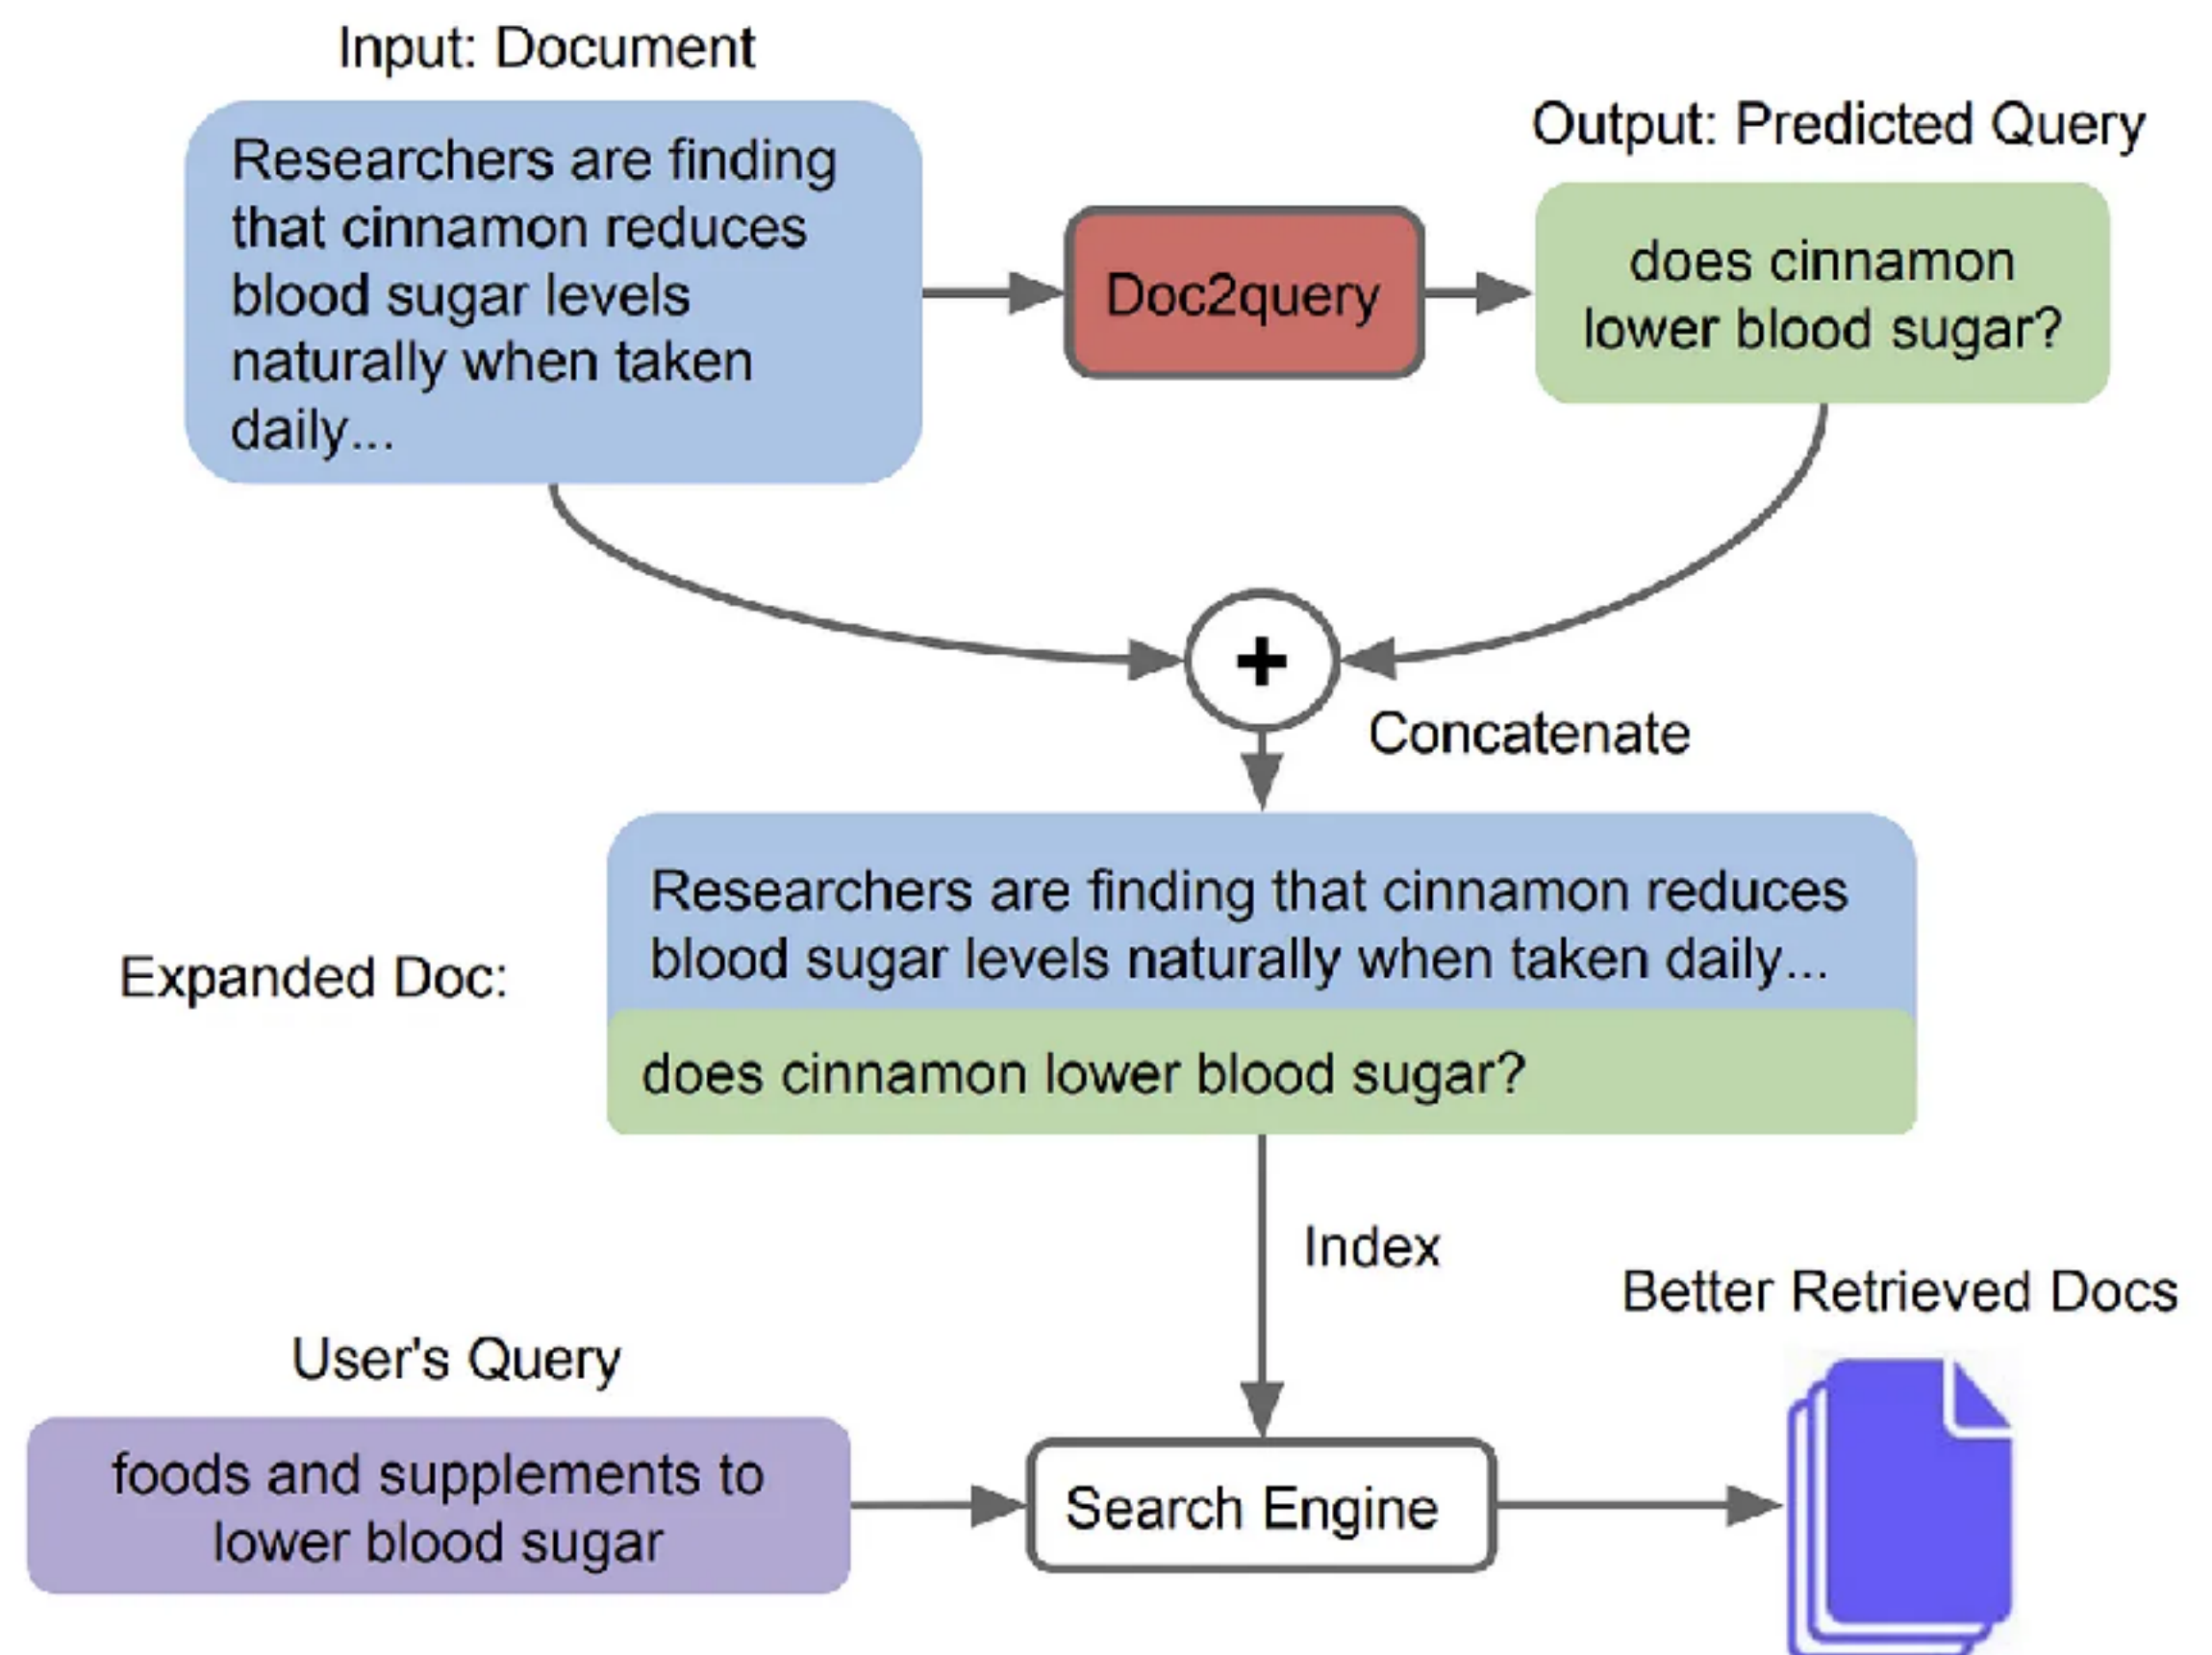 Input: Document
Researchers are finding
that cinnamon reduces
blood sugar levels
naturally when taken
daily...
Doc2query
Output: Predicted Query
does cinnamon
lower blood sugar?
+
Concatenate
Expanded Doc:
Researchers are finding that cinnamon reduces
blood sugar levels naturally when taken daily...
does cinnamon lower blood sugar?
Index
User's Query
foods and supplements to
lower blood sugar
Search Engine
Better Retrieved Docs